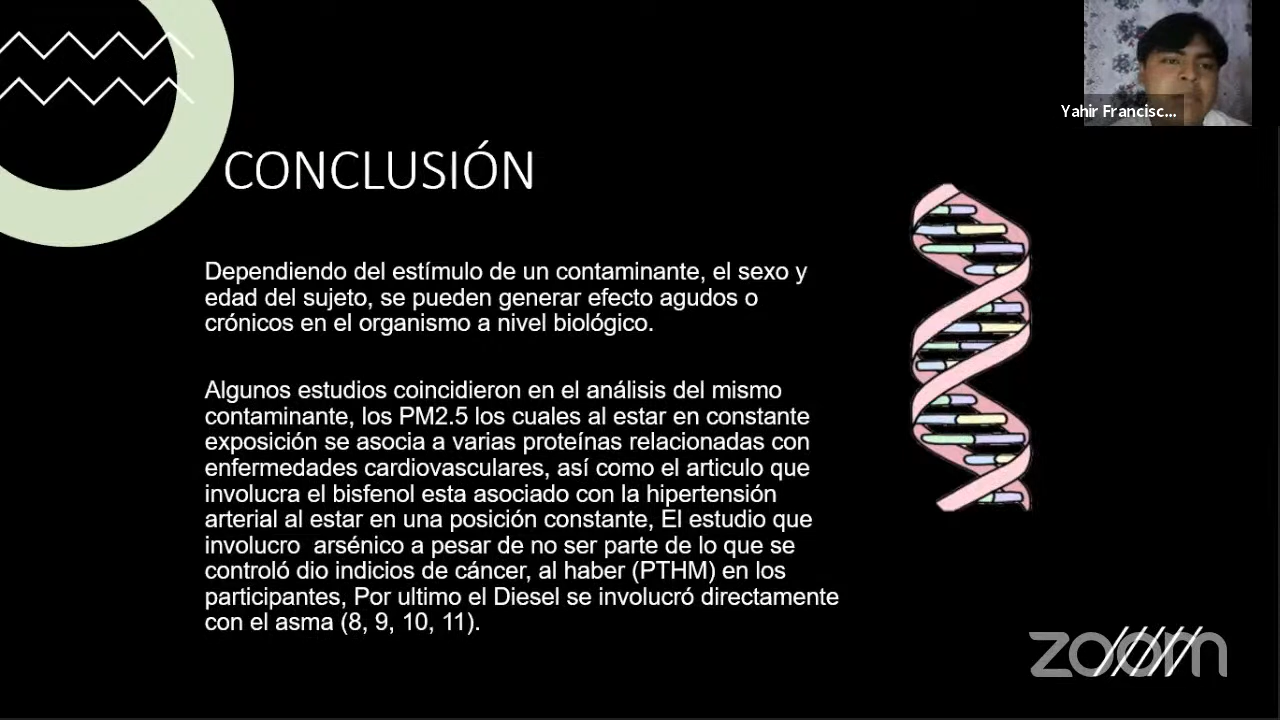 Yahir Francisc...
CONCLUSIÓN
Dependiendo del estímulo de un contaminante, el sexo y
edad del sujeto, se pueden generar efecto agudos o
crónicos en el organismo a nivel biológico.
Algunos estudios coincidieron en el análisis del mismo
contaminante, los PM2.5 los cuales al estar en constante
exposición se asocia a varias proteínas relacionadas con
enfermedades cardiovasculares, así como el articulo que
involucra el bisfenol esta asociado con la hipertensión
arterial al estar en una posición constante, El estudio que
involucro  arsénico a pesar de no ser parte de lo que se
controló dio indicios de cáncer, al haber (PTHM) en los
participantes, Por ultimo el Diesel se involucró directamente
con el asma (8, 9, 10, 11).
zoom